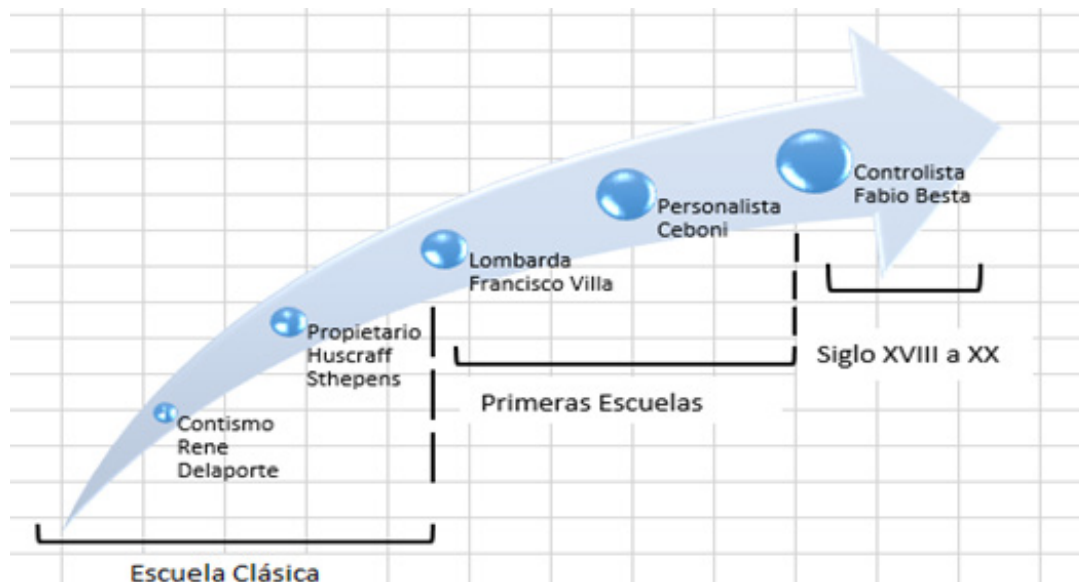 Controlista
Fabio Besta
Personalista
Ceboni
Lombarda
Francisco Villa
Propietario
Huscraff
Sthepens
Contismo
Rene
Delaporte
Siglo XVIII a XX
Primeras Escuelas
Escuela Clásica